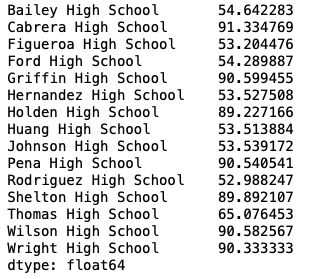 Bailey High School 54.642283
Cabrera High School 91.334769
Figueroa High School 53.204476
Ford High School 54.289887
Griffin High School 90.599455
Hernandez High School 53.527508
Holden High School 89.227166
Huang High School 53.513884
Johnson High School 53.539172
Pena High School 90.540541
Rodriguez High School 52.988247
Shelton High School 89.892107
Thomas High School 65.076453
Wilson High School 90.582567
Wright High School 90.333333
dtype: float64